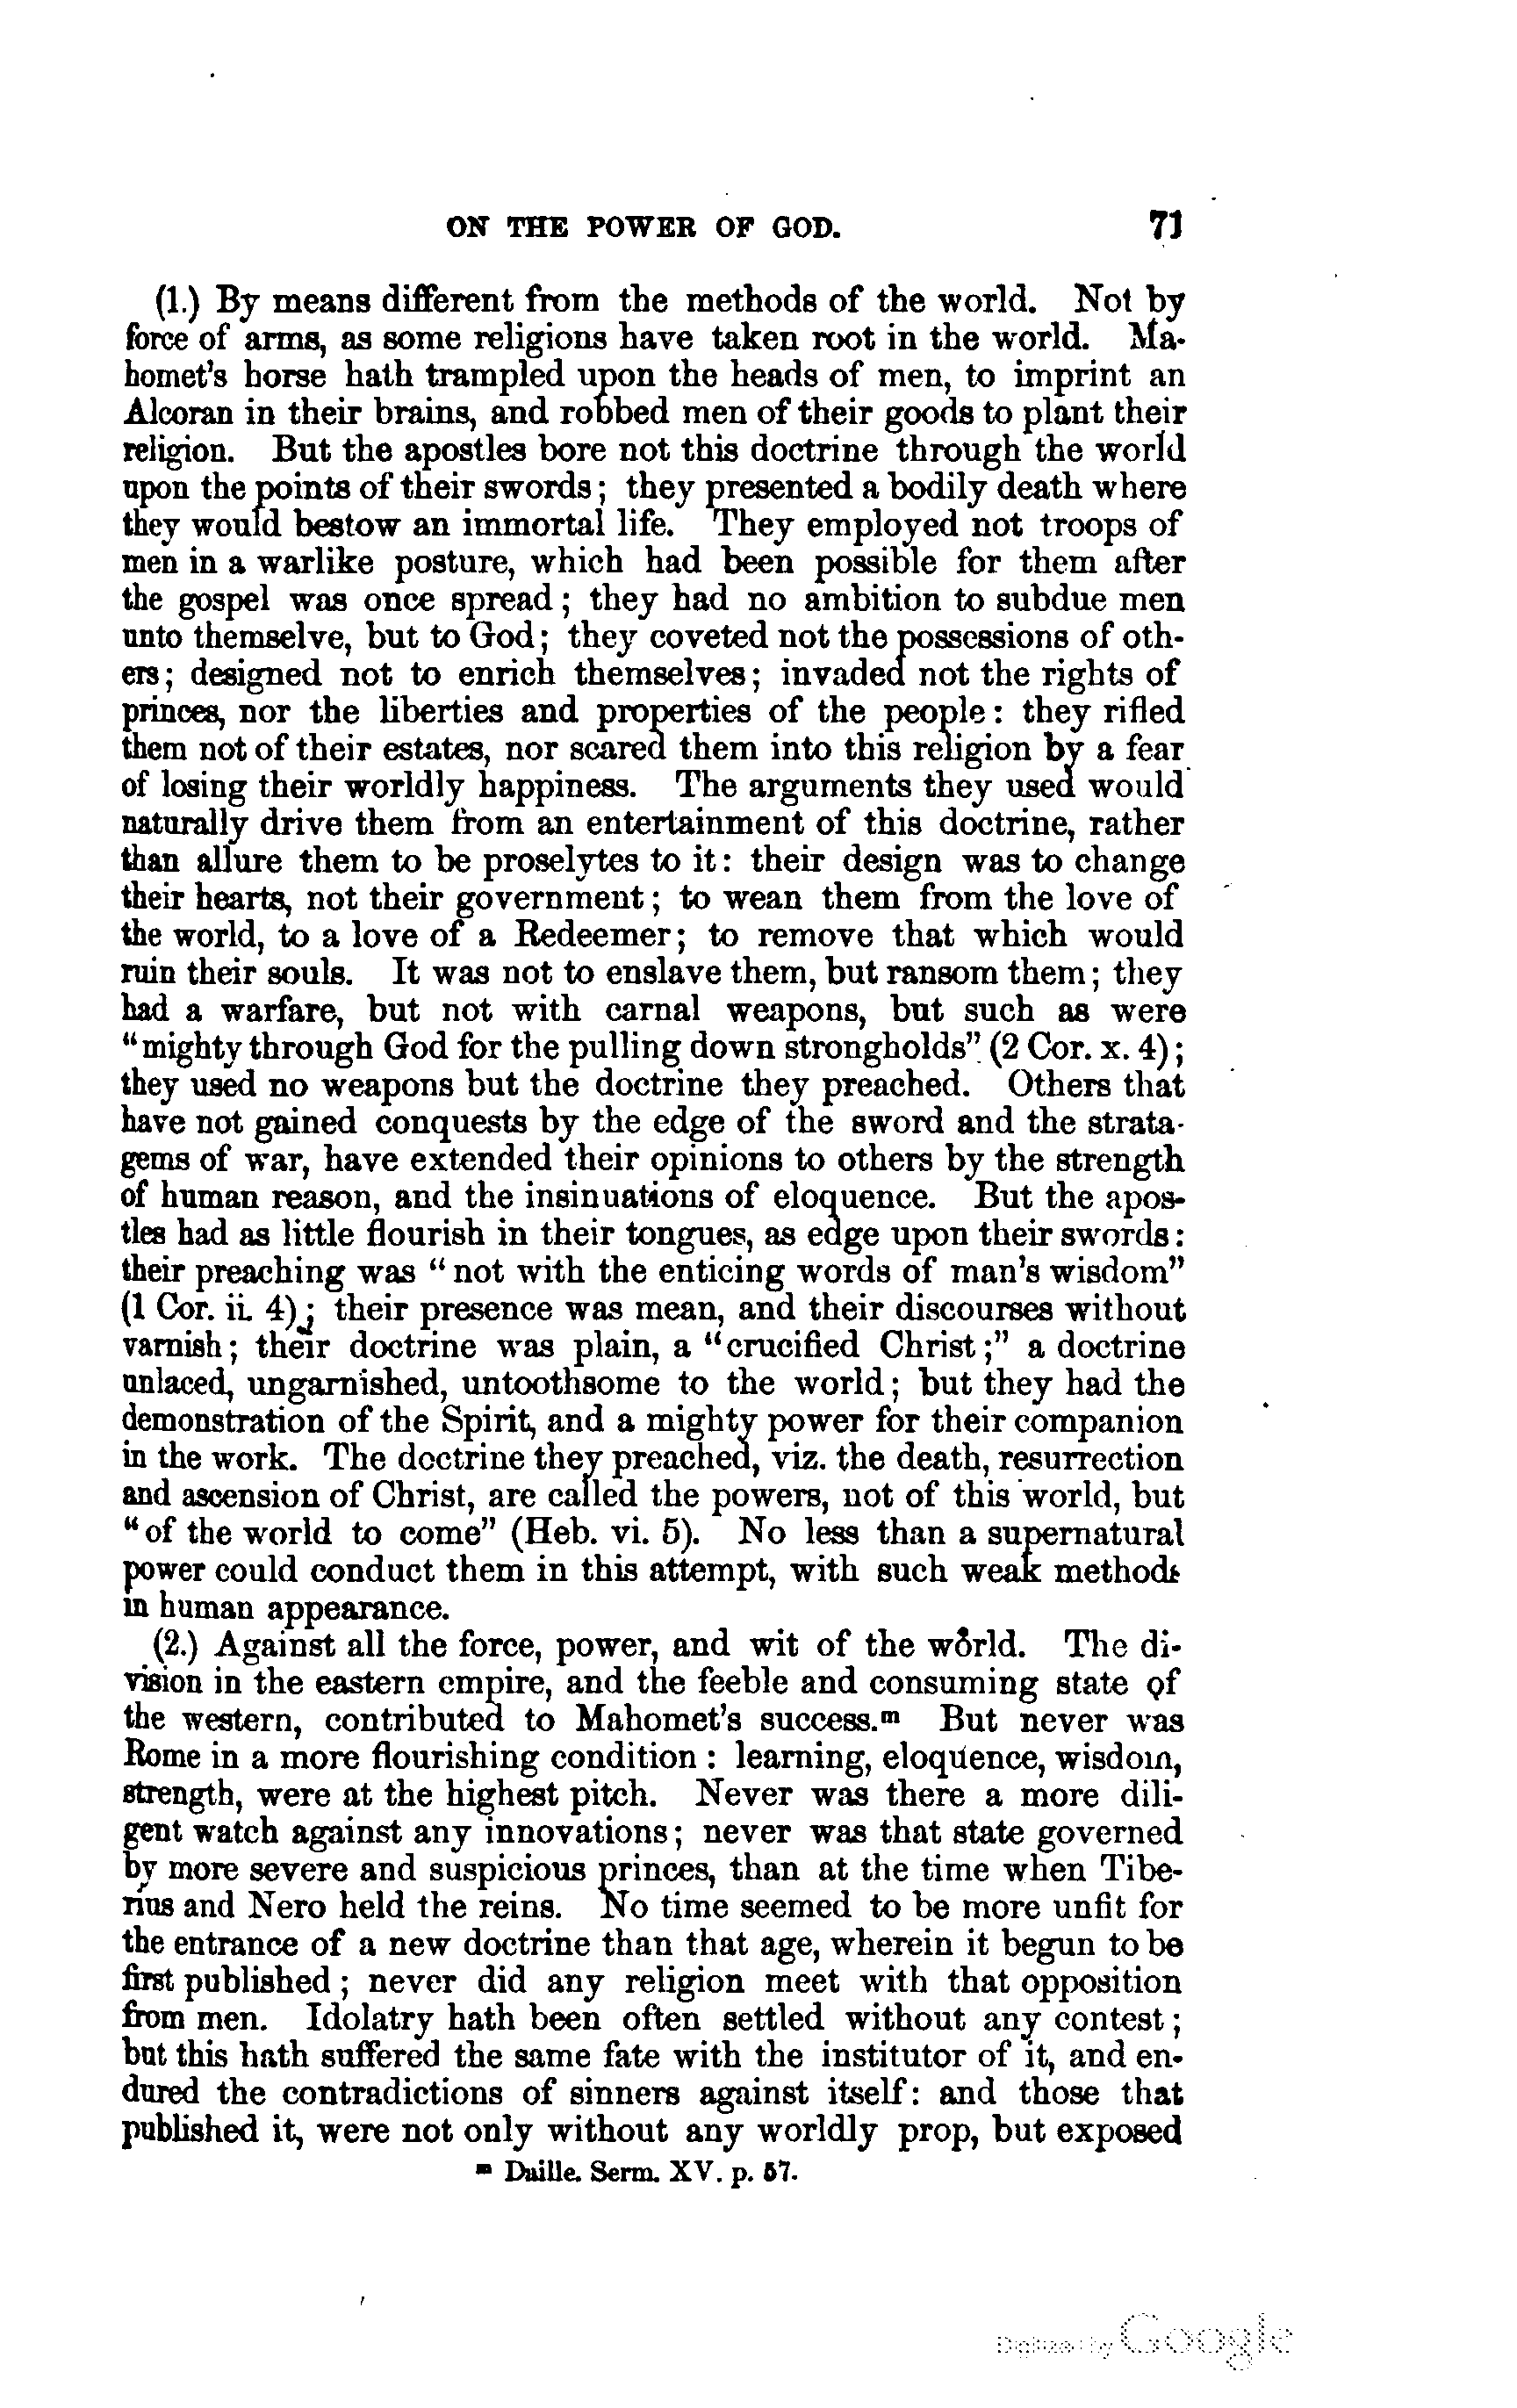 ON THE POWER OF GOD. 71
(1.) By means different from the methods of the world. Not by
force of arms, as some religions have taken root in the world. Ma-
homet's horse hath trampled upon the heads of men, to imprint an
Alcoran in their brains, and robbed men of their goods to plant their
religion. But the apostles bore not this doctrine through the world
upon the points of their swords; they presented a bodily death where
they would bestow an immortal life. They employed not troops of
men in a warlike posture, which had been possible for them after
the gospel was once spread; they had no ambition to subdue men
unto themselve, but to God; they coveted not the possessions of oth-
ers; designed not to enrich themselves; invaded not the rights of
princes, nor the liberties and properties of the people: they rifled
them not of their estates, nor scared them into this religion by a fear
of losing their worldly happiness. The arguments they used would
naturally drive them from an entertainment of this doctrine, rather
than allure them to be proselytes to it: their design was to change
their hearts, not their government; to wean them from the love of
the world, to a love of a Redeemer; to remove that which would
ruin their souls. It was not to enslave them, but ransom them; they
had a warfare, but not with carnal weapons, but such as were
"mighty through God for the pulling down strongholds" (2 Cor. x. 4);
they used no weapons but the doctrine they preached. Others that
have not gained conquests by the edge of the sword and the strata-
gems of war, have extended their opinions to others by the strength
of human reason, and the insinuations of eloquence. But the apos-
tles had as little flourish in their tongues, as edge upon their swords:
their preaching was "not with the enticing words of man's wisdom"
(1 Cor. ii. 4); their presence was mean, and their discourses without
varnish; their doctrine was plain, a "crucified Christ;" a doctrine
unlaced, ungarnished, untoothsome to the world; but they had the
demonstration of the Spirit, and a mighty power for their companion
in the work. The doctrine they preached, viz. the death, resurrection
and ascension of Christ, are called the powers, not of this world, but
"of the world to come" (Heb. vi. 5). No less than a supernatural
power could conduct them in this attempt, with such weak methods
in human appearance.
(2.) Against all the force, power, and wit of the world. The di-
vision in the eastern empire, and the feeble and consuming state of
the western, contributed to Mahomet's success.m But never was
Rome in a more flourishing condition: learning, eloquence, wisdom,
strength, were at the highest pitch. Never was there a more dili-
gent watch against any innovations; never was that state governed
by more severe and suspicious princes, than at the time when Tibe-
rius and Nero held the reins. No time seemed to be more unfit for
the entrance of a new doctrine than that age, wherein it begun to be
first published; never did any religion meet with that opposition
from men. Idolatry hath been often settled without any contest;
but this hath suffered the same fate with the institutor of it, and en-
dured the contradictions of sinners against itself: and those that
published it, were not only without any worldly prop, but exposed
m Daille. Serm. XV. p. 57.
Digitized by Google